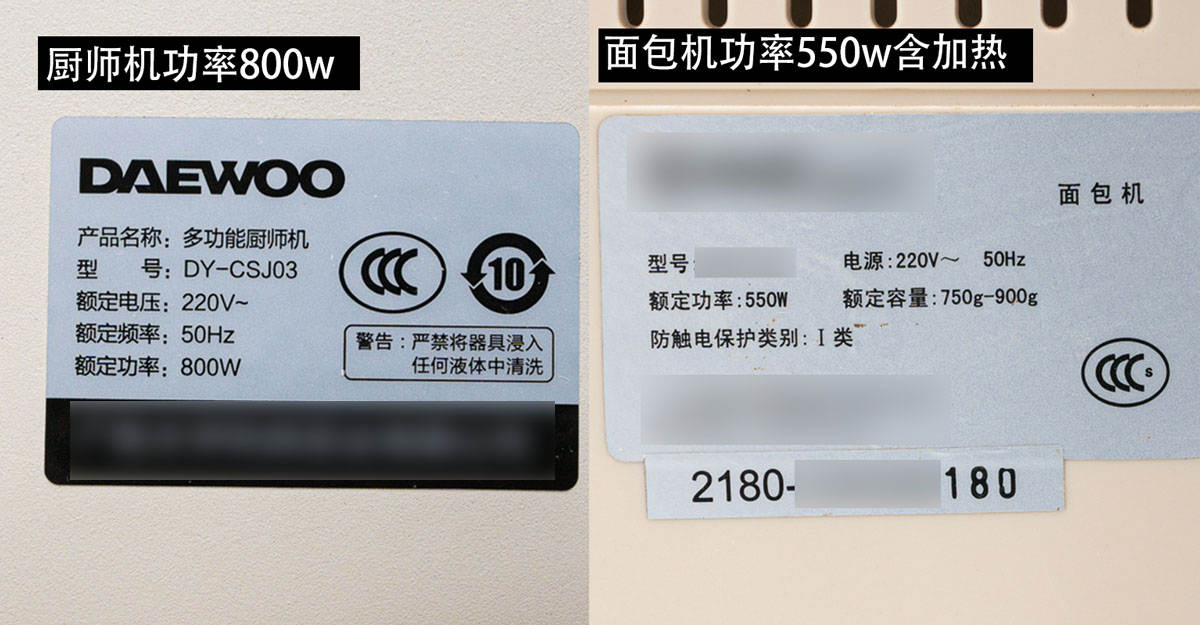 厨师机功率800w
DAEWOO
产品名称：多功能厨师机
型 号：DY-CSJ03
额定电压：220V~
额定频率：50Hz
额定功率：800W
CCC
10
警告：严禁将器具浸入
任何液体中清洗
面包机功率550w含加热
面包机
型号:
电源:220V～ 50Hz
额定功率:550W
额定容量:750g-900g
防触电保护类别:Ⅰ类
CCC S
2180- 180